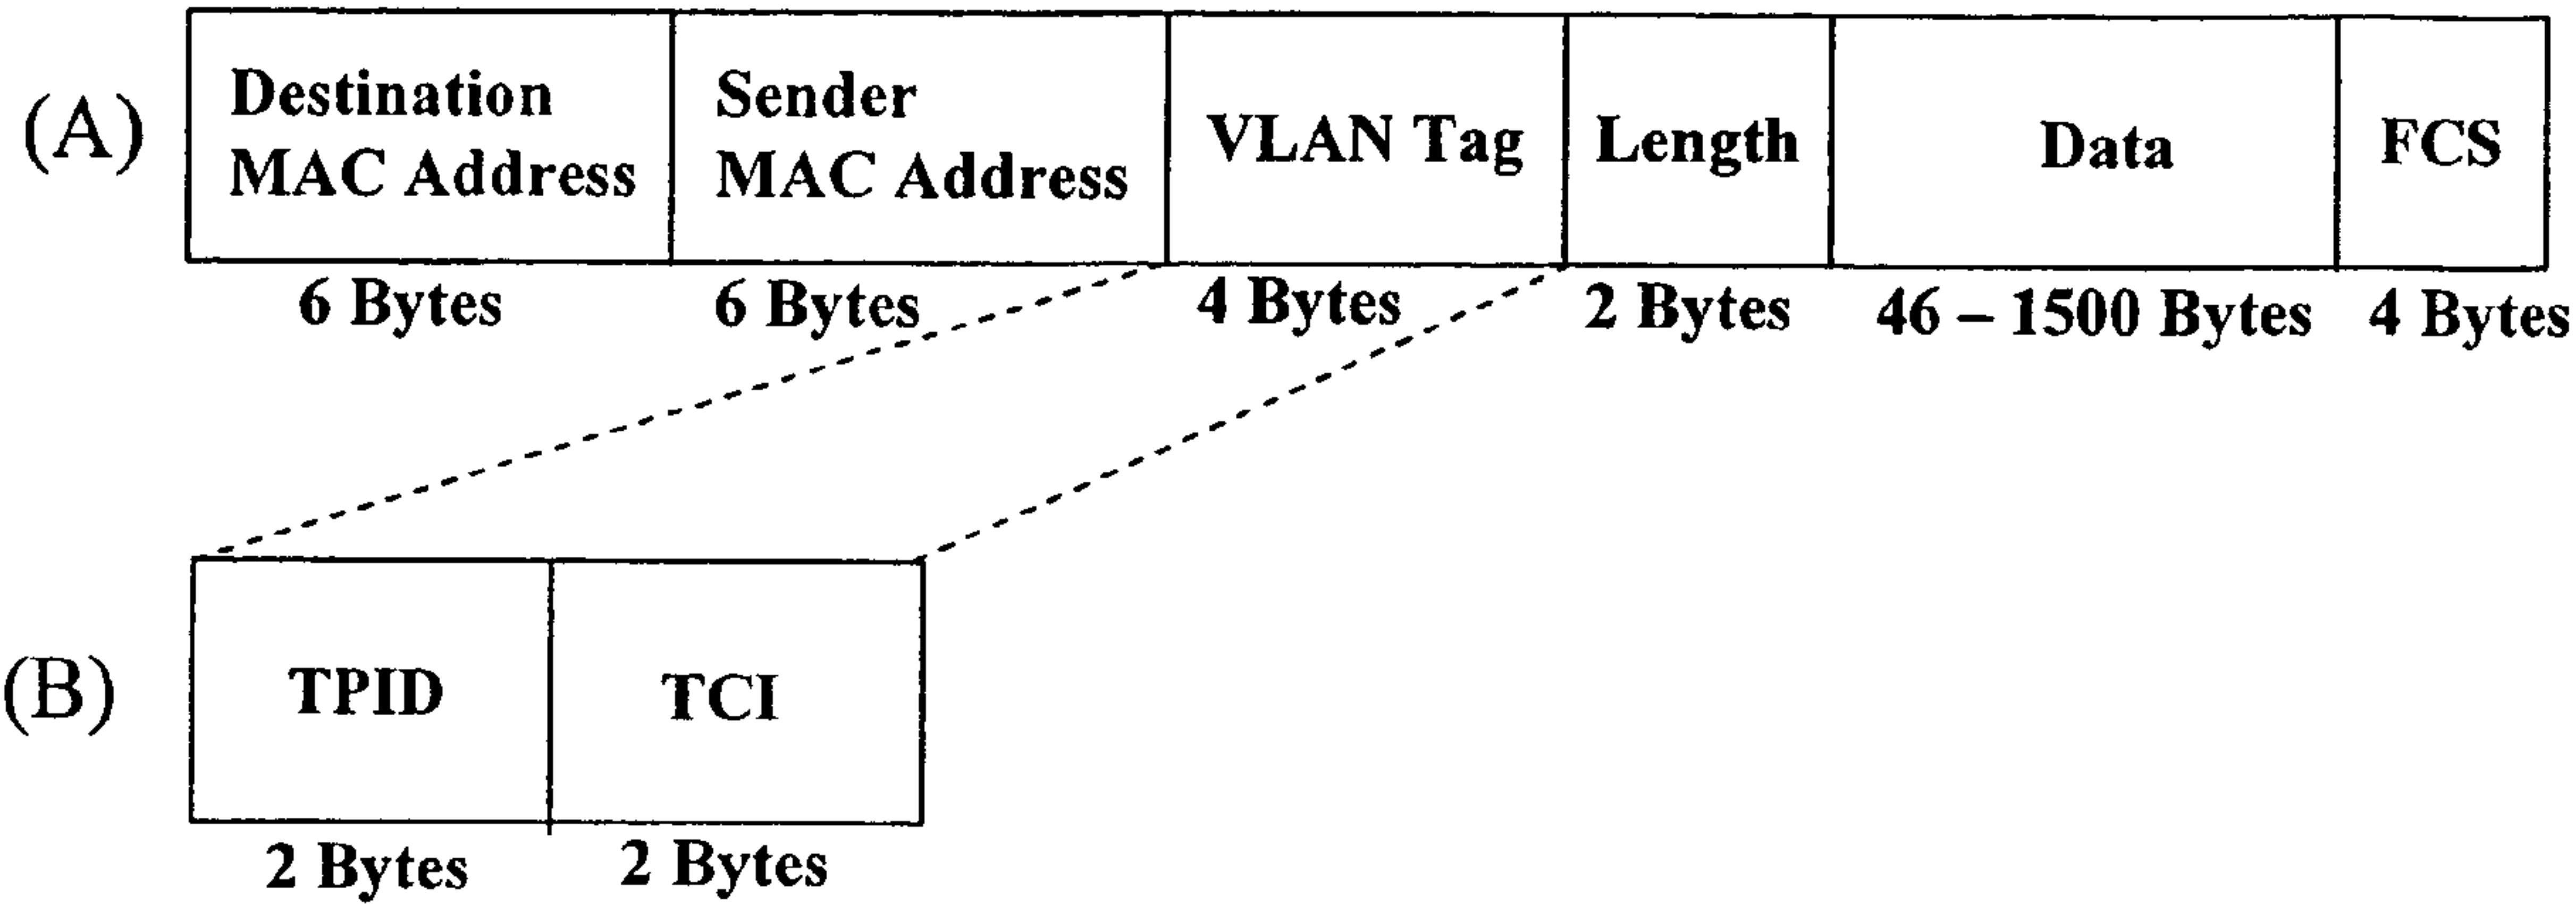 (A)
Destination
MAC Address
Sender
MAC Address
VLAN Tag
Length
Data
FCS
6 Bytes
6 Bytes
4 Bytes
2 Bytes
46 – 1500 Bytes
4 Bytes
(B)
TPID
TCI
2 Bytes
2 Bytes